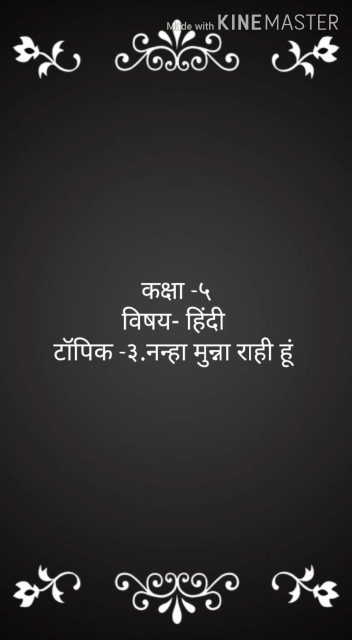 Made with KINEMASTER
कक्षा -५
विषय- हिंदी
टॉपिक -३.नन्हा मुन्ना राही हूं